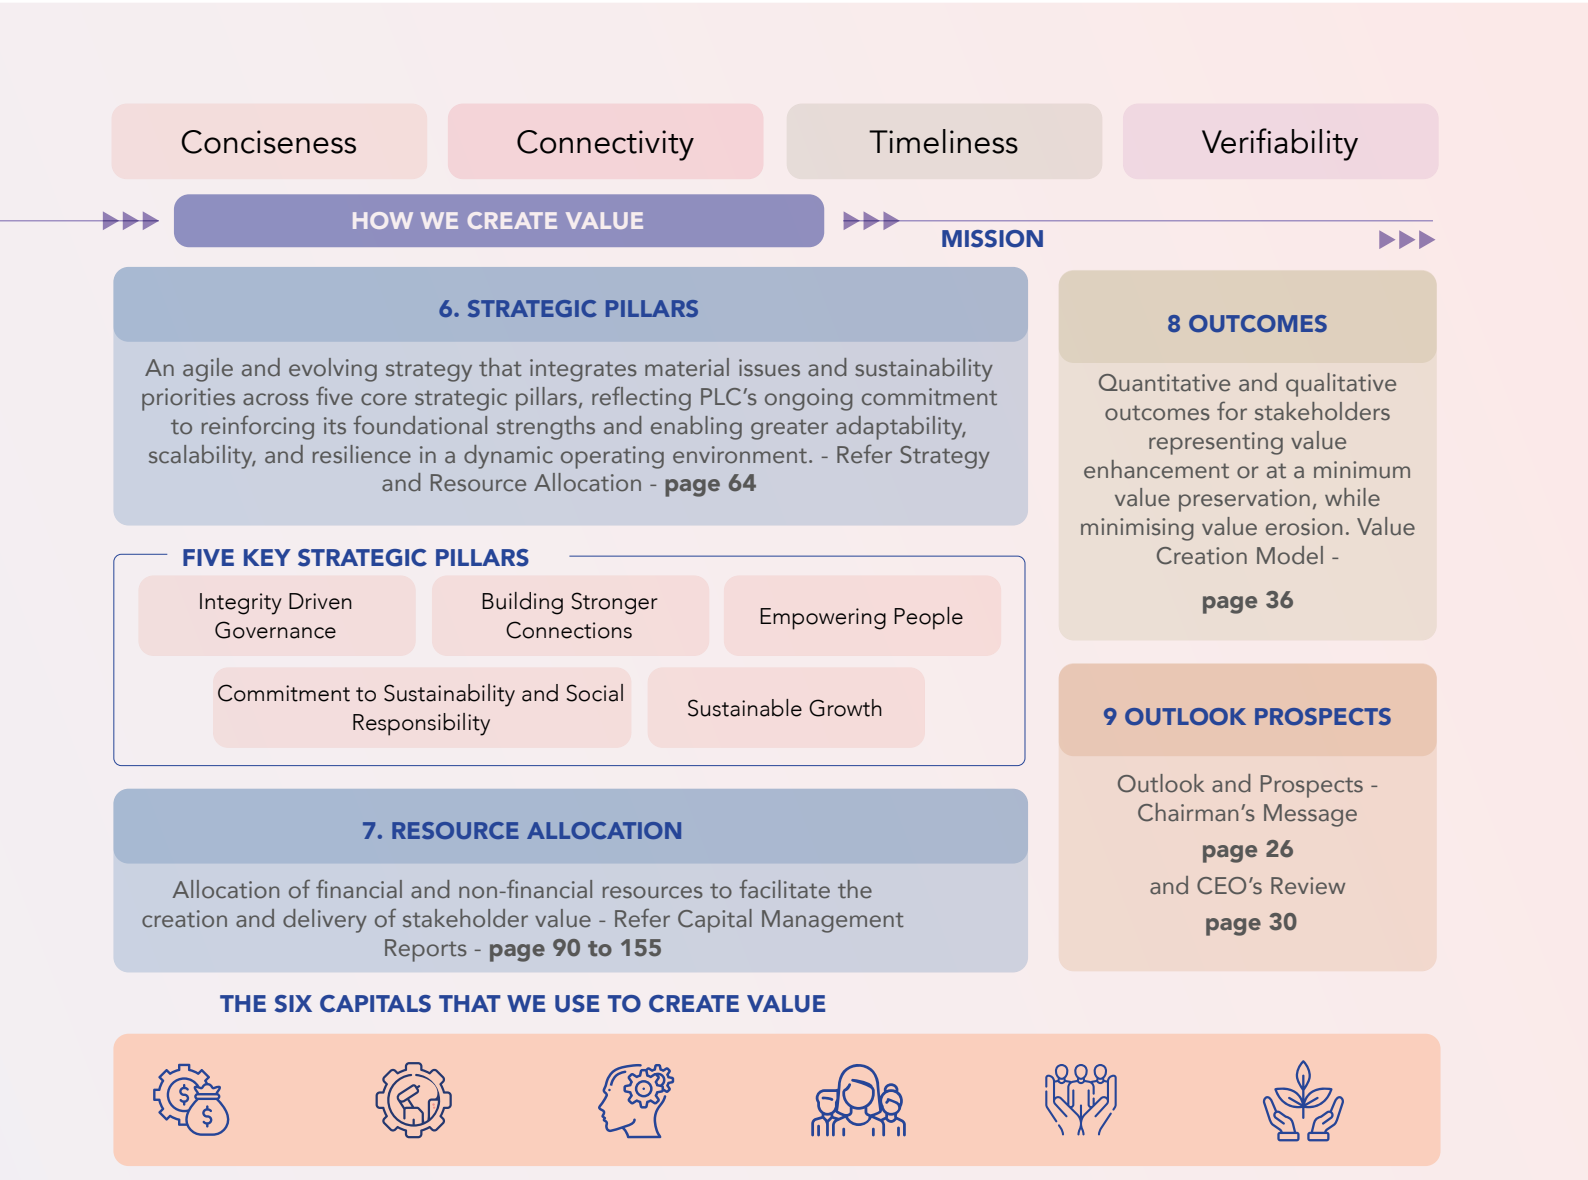 Conciseness
Connectivity
Timeliness
Verifiability
HOW WE CREATE VALUE
MISSION
6. STRATEGIC PILLARS
An agile and evolving strategy that integrates material issues and sustainability
priorities across five core strategic pillars, reflecting PLC’s ongoing commitment
to reinforcing its foundational strengths and enabling greater adaptability,
scalability, and resilience in a dynamic operating environment. - Refer Strategy
and Resource Allocation - page 64
FIVE KEY STRATEGIC PILLARS
Integrity Driven
Governance
Building Stronger
Connections
Empowering People
Commitment to Sustainability and Social
Responsibility
Sustainable Growth
7. RESOURCE ALLOCATION
Allocation of financial and non-financial resources to facilitate the
creation and delivery of stakeholder value - Refer Capital Management
Reports - page 90 to 155
8 OUTCOMES
Quantitative and qualitative
outcomes for stakeholders
representing value
enhancement or at a minimum
value preservation, while
minimising value erosion. Value
Creation Model -
page 36
9 OUTLOOK PROSPECTS
Outlook and Prospects -
Chairman’s Message
page 26
and CEO’s Review
page 30
THE SIX CAPITALS THAT WE USE TO CREATE VALUE
$
$